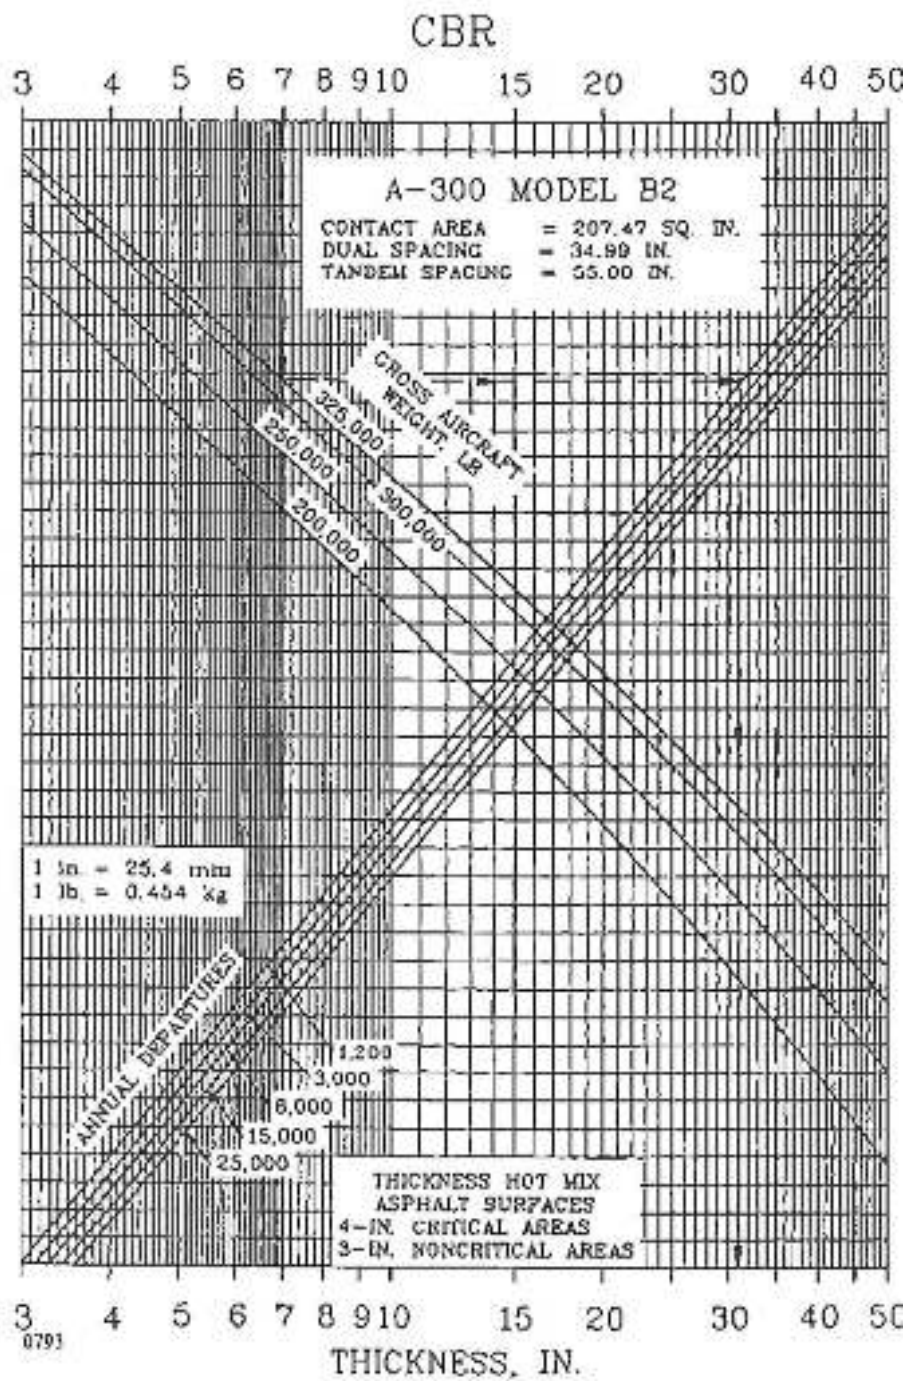 CBR
3 4 5 6 7 8 9 10 15 20 30 40 50
A-300 MODEL B2
CONTACT AREA = 207.47 SQ. IN.
DUAL SPACING = 34.99 IN.
TANDEM SPACING = 55.00 IN.
GROSS AIRCRAFT
WEIGHT, LB
325,000
300,000
250,000
200,000
1 in. = 25.4 mm
1 lb. = 0.454 kg
ANNUAL DEPARTURES
1,200
3,000
6,000
15,000
25,000
THICKNESS HOT MIX
ASPHALT SURFACES
4-IN. CRITICAL AREAS
3-IN. NONCRITICAL AREAS
3 4 5 6 7 8 9 10 15 20 30 40 50
0793
THICKNESS, IN.